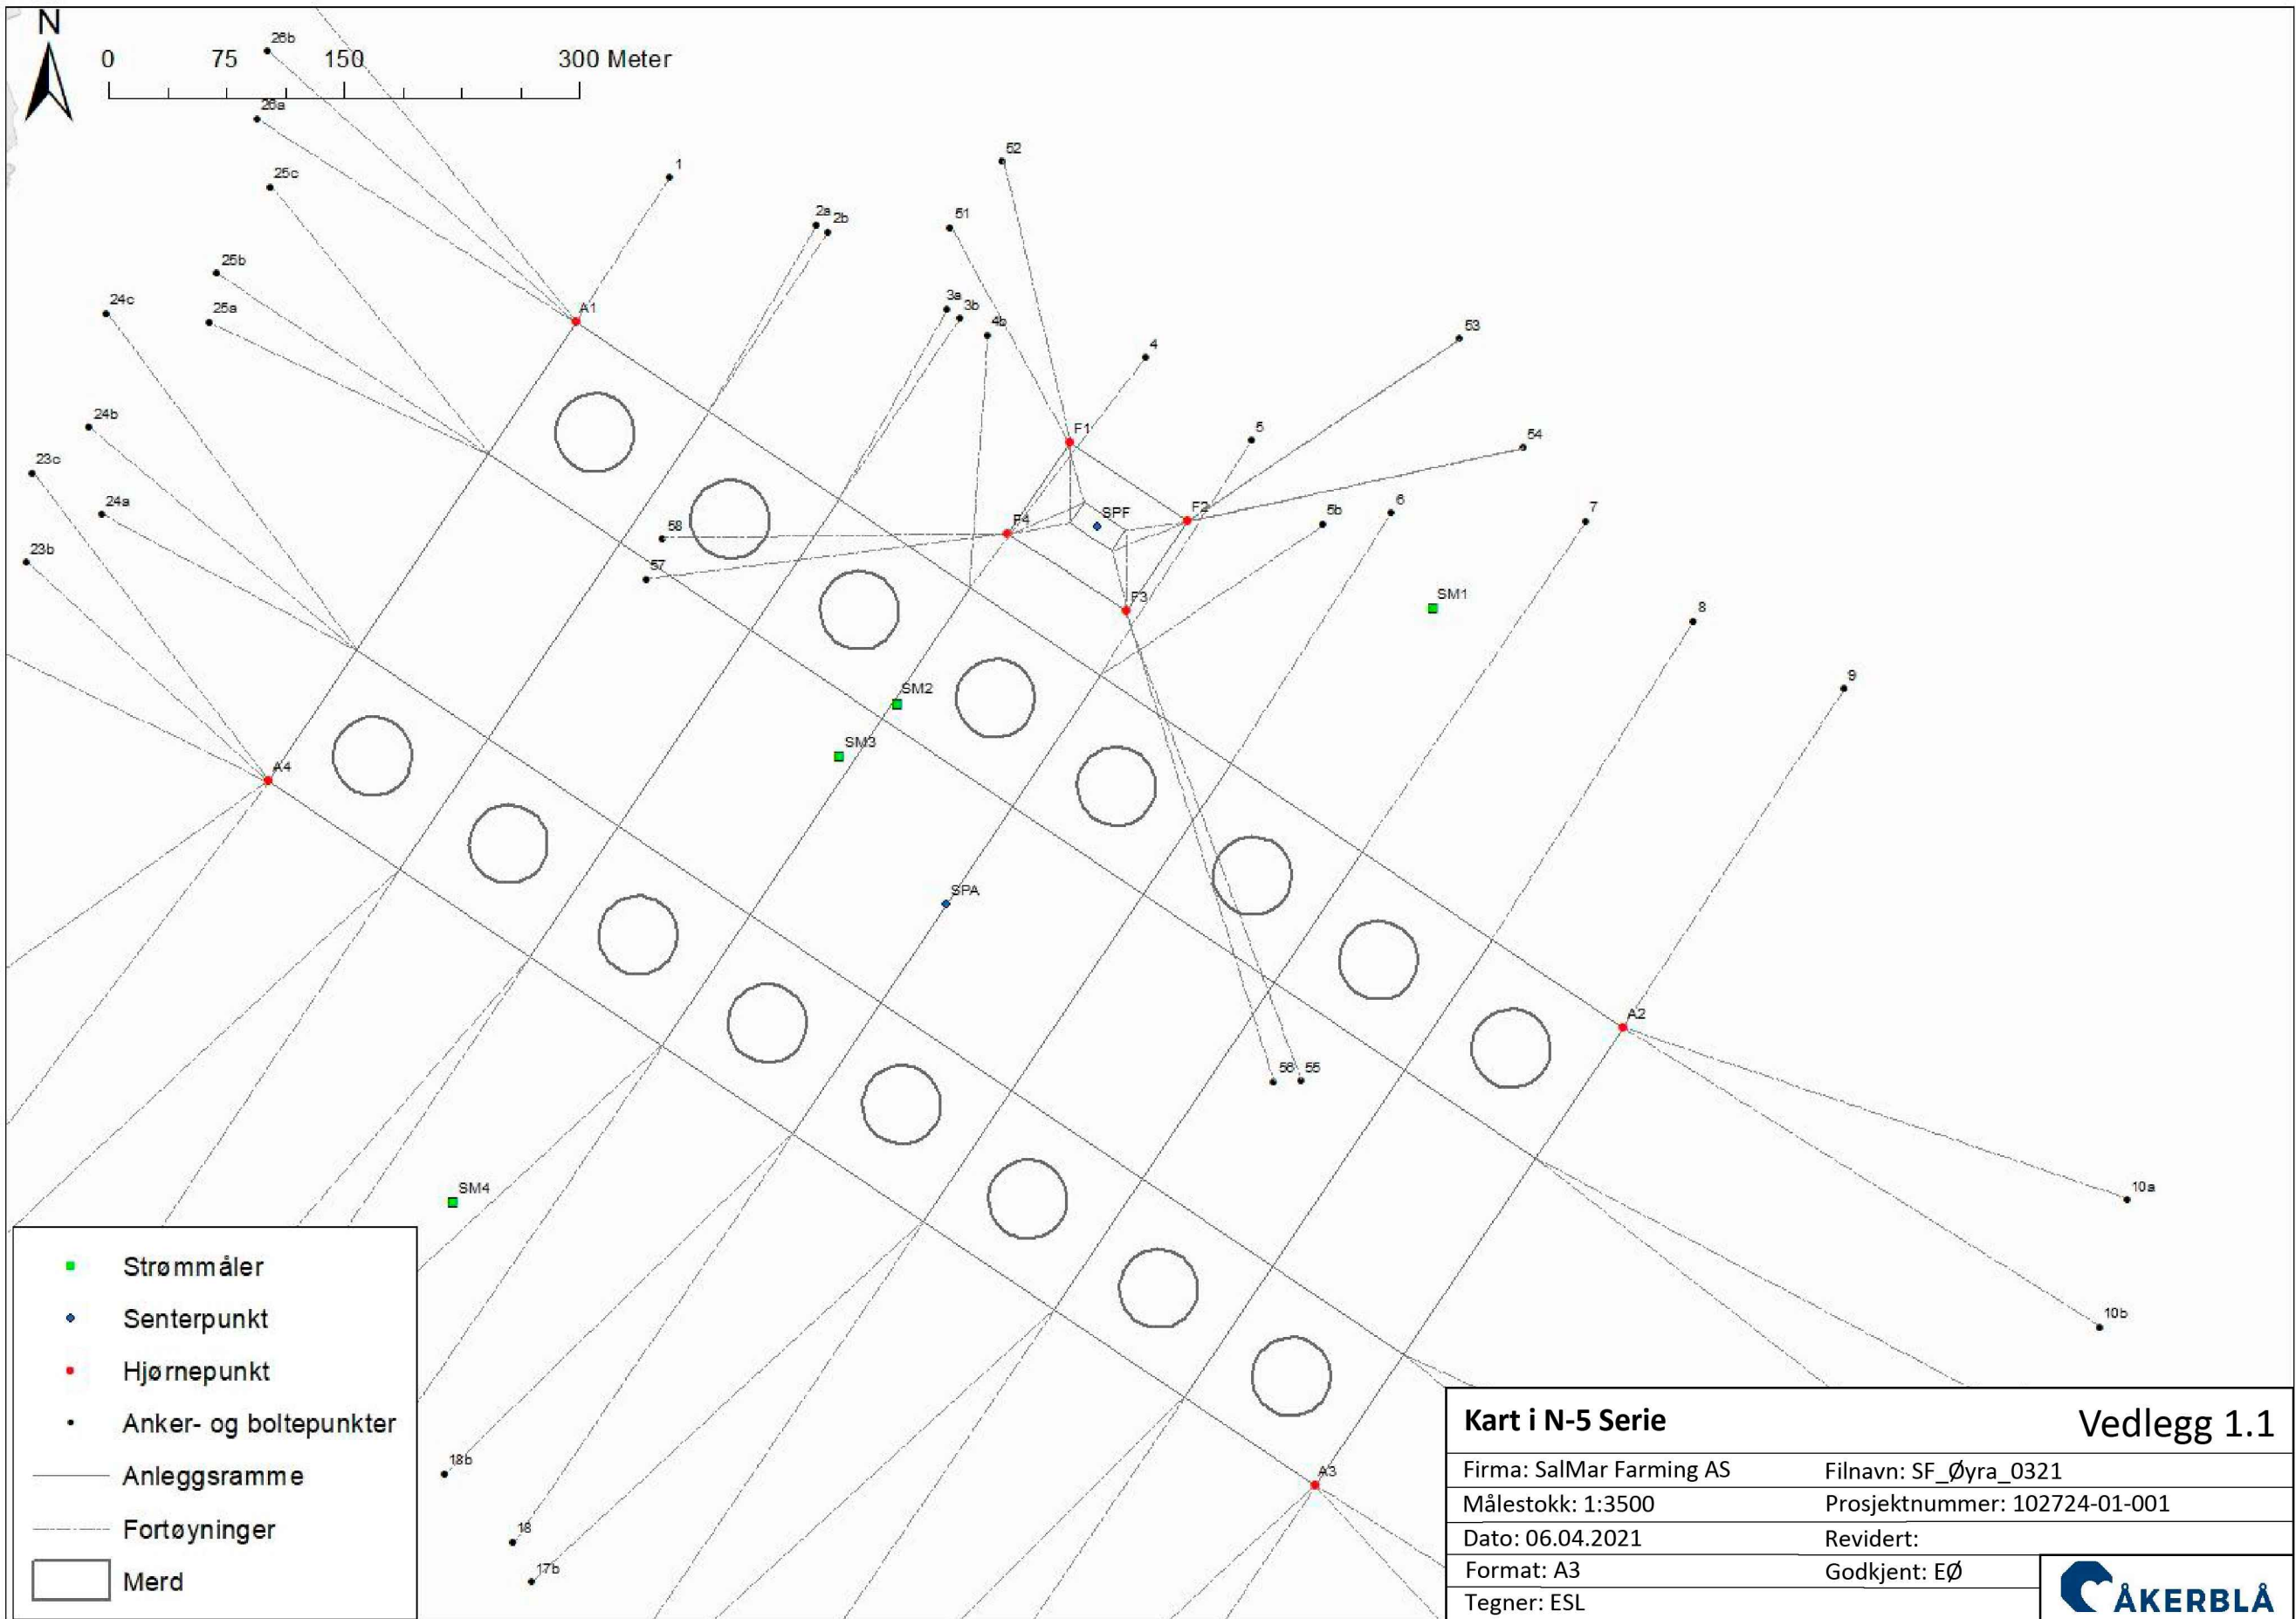 N
0 75 150 300 Meter
26b
26a
25c
1
52
2a 2b
51
25b
24c
25a
A1
3a 3b
4b
4
53
24b
F1
5
54
23c
24a
58
F4
SPF
F2
5b
6
7
23b
57
F3
SM1
8
SM2
9
SM3
A4
SPA
A2
56 55
SM4
10a
10b
18b
A3
18
17b
Strømmåler
Senterpunkt
Hjørnepunkt
Anker- og boltepunkter
Anleggsramme
Fortøyninger
Merd
Kart i N-5 Serie Vedlegg 1.1
Firma: SalMar Farming AS Filnavn: SF_Øyra_0321
Målestokk: 1:3500 Prosjektnummer: 102724-01-001
Dato: 06.04.2021 Revidert:
Format: A3 Godkjent: EØ
Tegner: ESL
ÅKERBLÅ